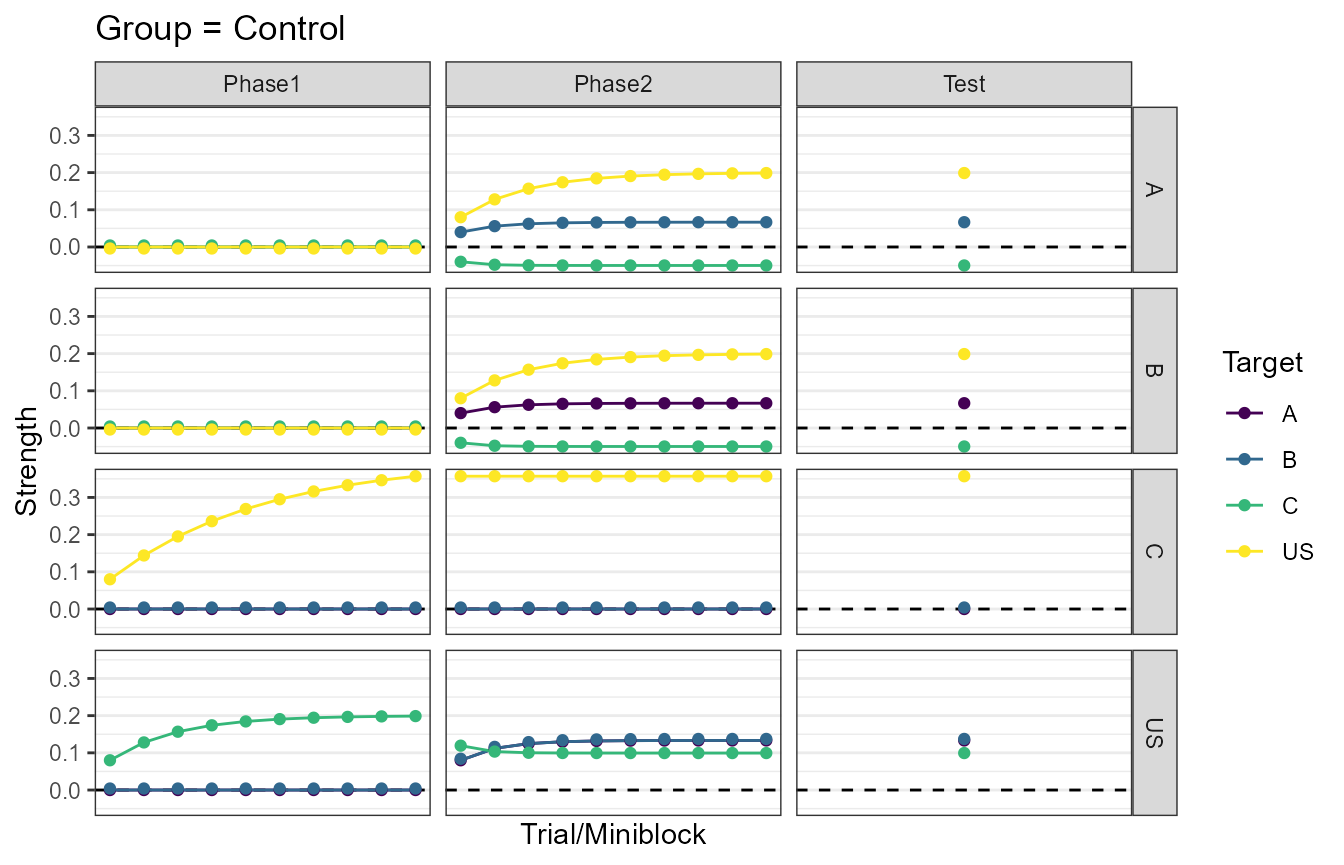 Group = Control
Phase1
Phase2
Test
0.3
0.2
0.1
0.0
A
0.3
0.2
0.1
0.0
B
0.3
0.2
0.1
0.0
C
0.3
0.2
0.1
0.0
US
Strength
Trial/Miniblock
Target
A
B
C
US